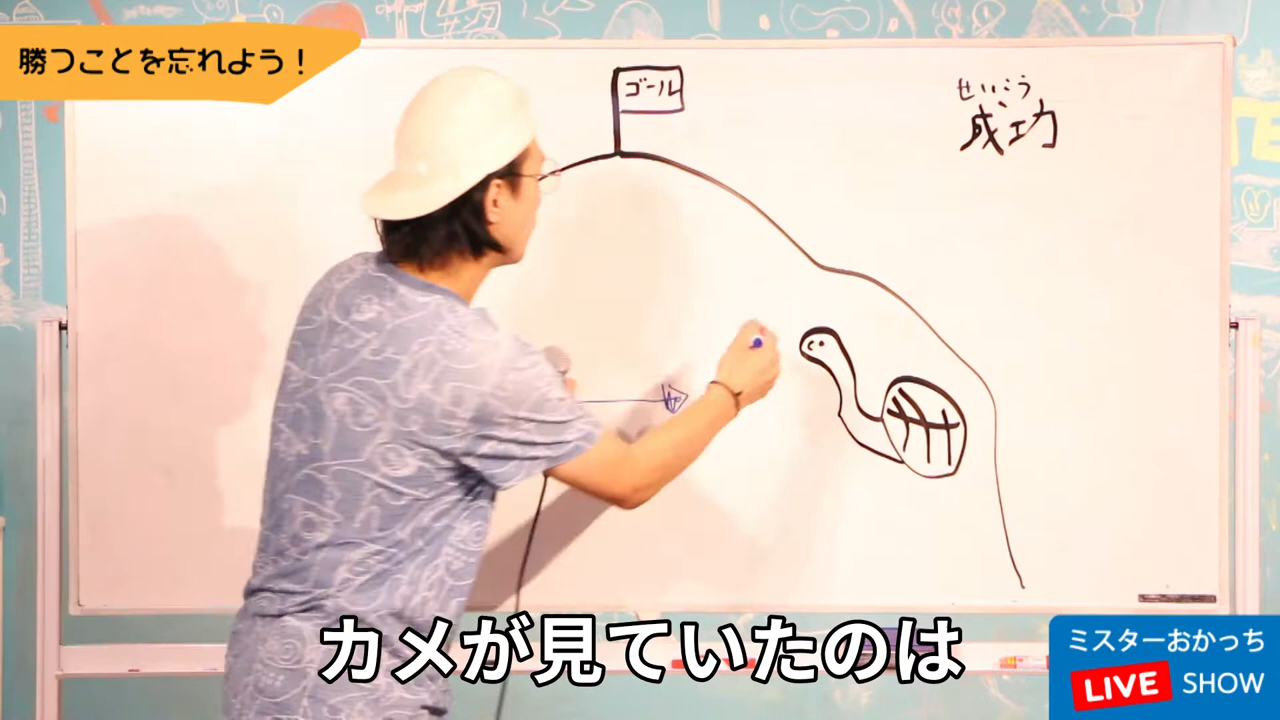 勝つことを忘れよう！
ゴール
せいこう
成功
カメが見ていたのは
ミスターおかっち
LIVE SHOW